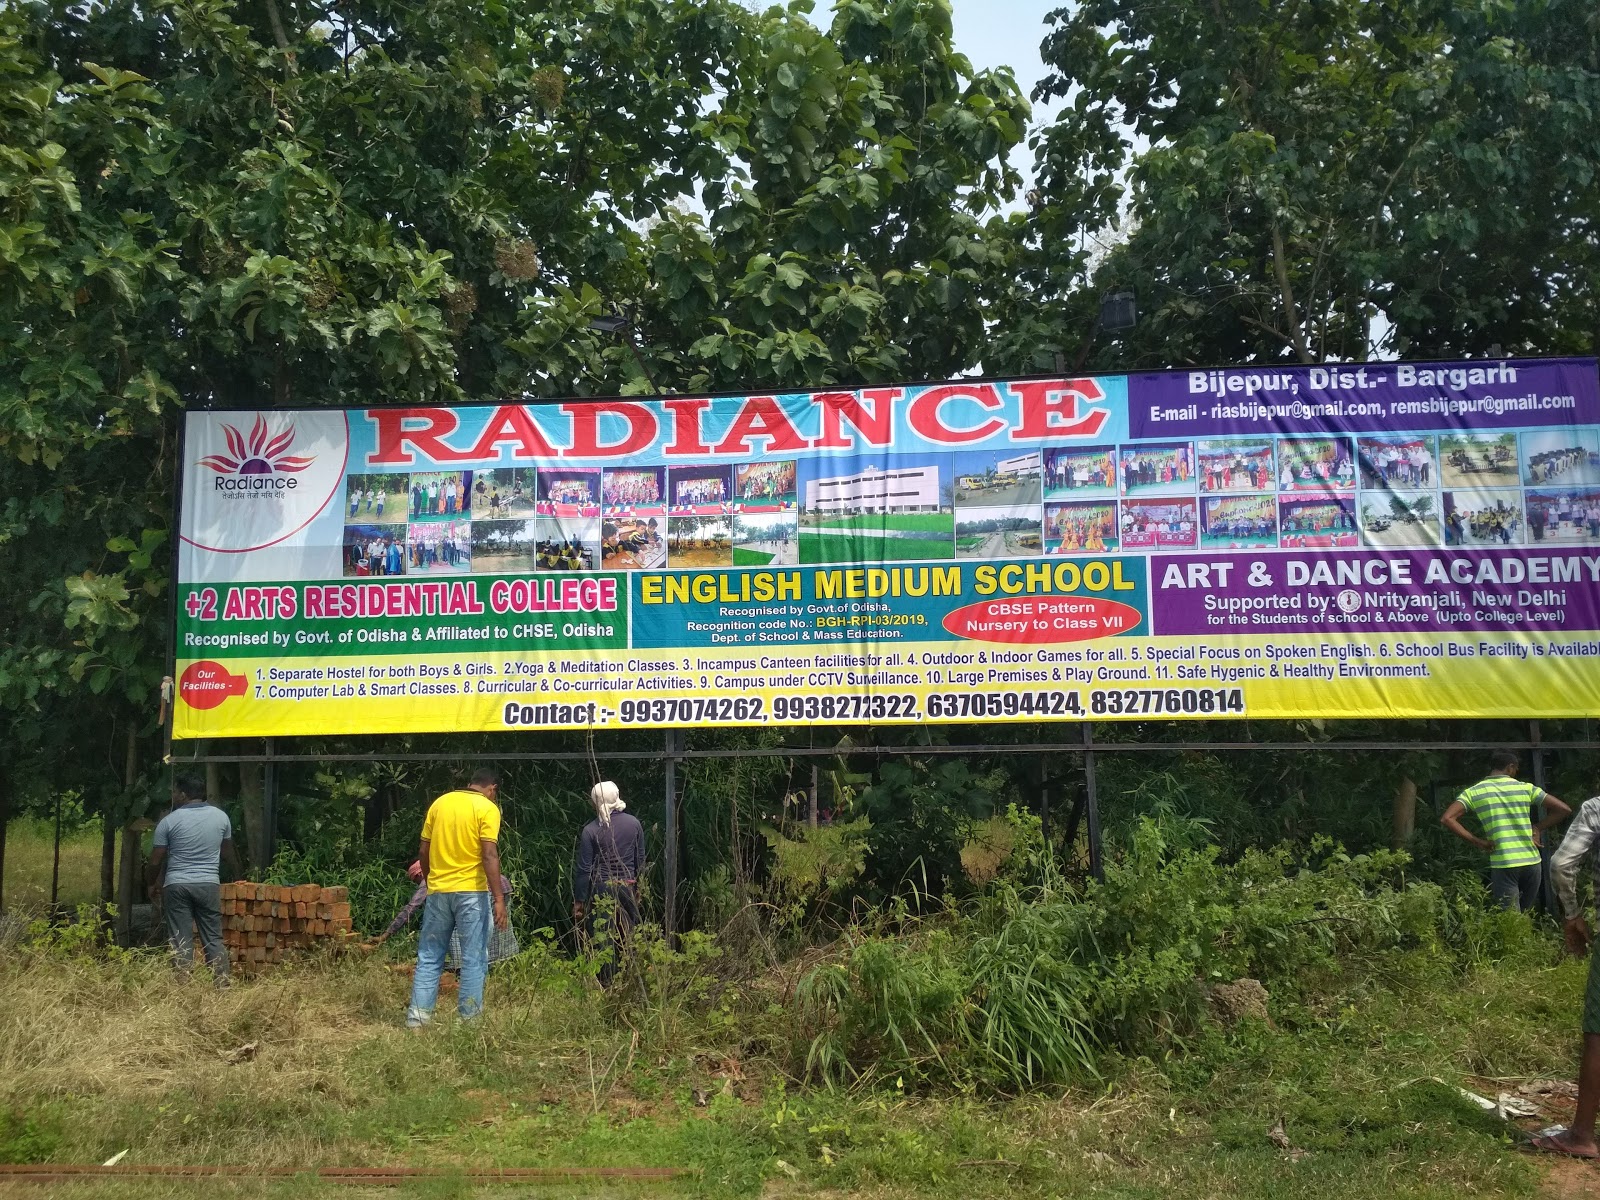 RADIANCE
Bijepur, Dist.- Bargarh
E-mail - riasbijepur@gmail.com, remsbijepur@gmail.com
Radiance
तेजोऽसि तेजो मयि देहि
+2 ARTS RESIDENTIAL COLLEGE
Recognised by Govt. of Odisha & Affiliated to CHSE, Odisha
ENGLISH MEDIUM SCHOOL
Recognised by Govt.of Odisha,
Recognition code No.: BGH-RPI-03/2019,
Dept. of School & Mass Education.
CBSE Pattern
Nursery to Class VII
ART & DANCE ACADEMY
Supported by: Nrityanjali, New Delhi
for the Students of school & Above (Upto College Level)
Our
Facilities -
1. Separate Hostel for both Boys & Girls. 2.Yoga & Meditation Classes. 3. Incampus Canteen facilities for all. 4. Outdoor & Indoor Games for all. 5. Special Focus on Spoken English. 6. School Bus Facility is Availabl
7. Computer Lab & Smart Classes. 8. Curricular & Co-curricular Activities. 9. Campus under CCTV Surveillance. 10. Large Premises & Play Ground. 11. Safe Hygenic & Healthy Environment.
Contact :- 9937074262, 9938272322, 6370594424, 8327760814